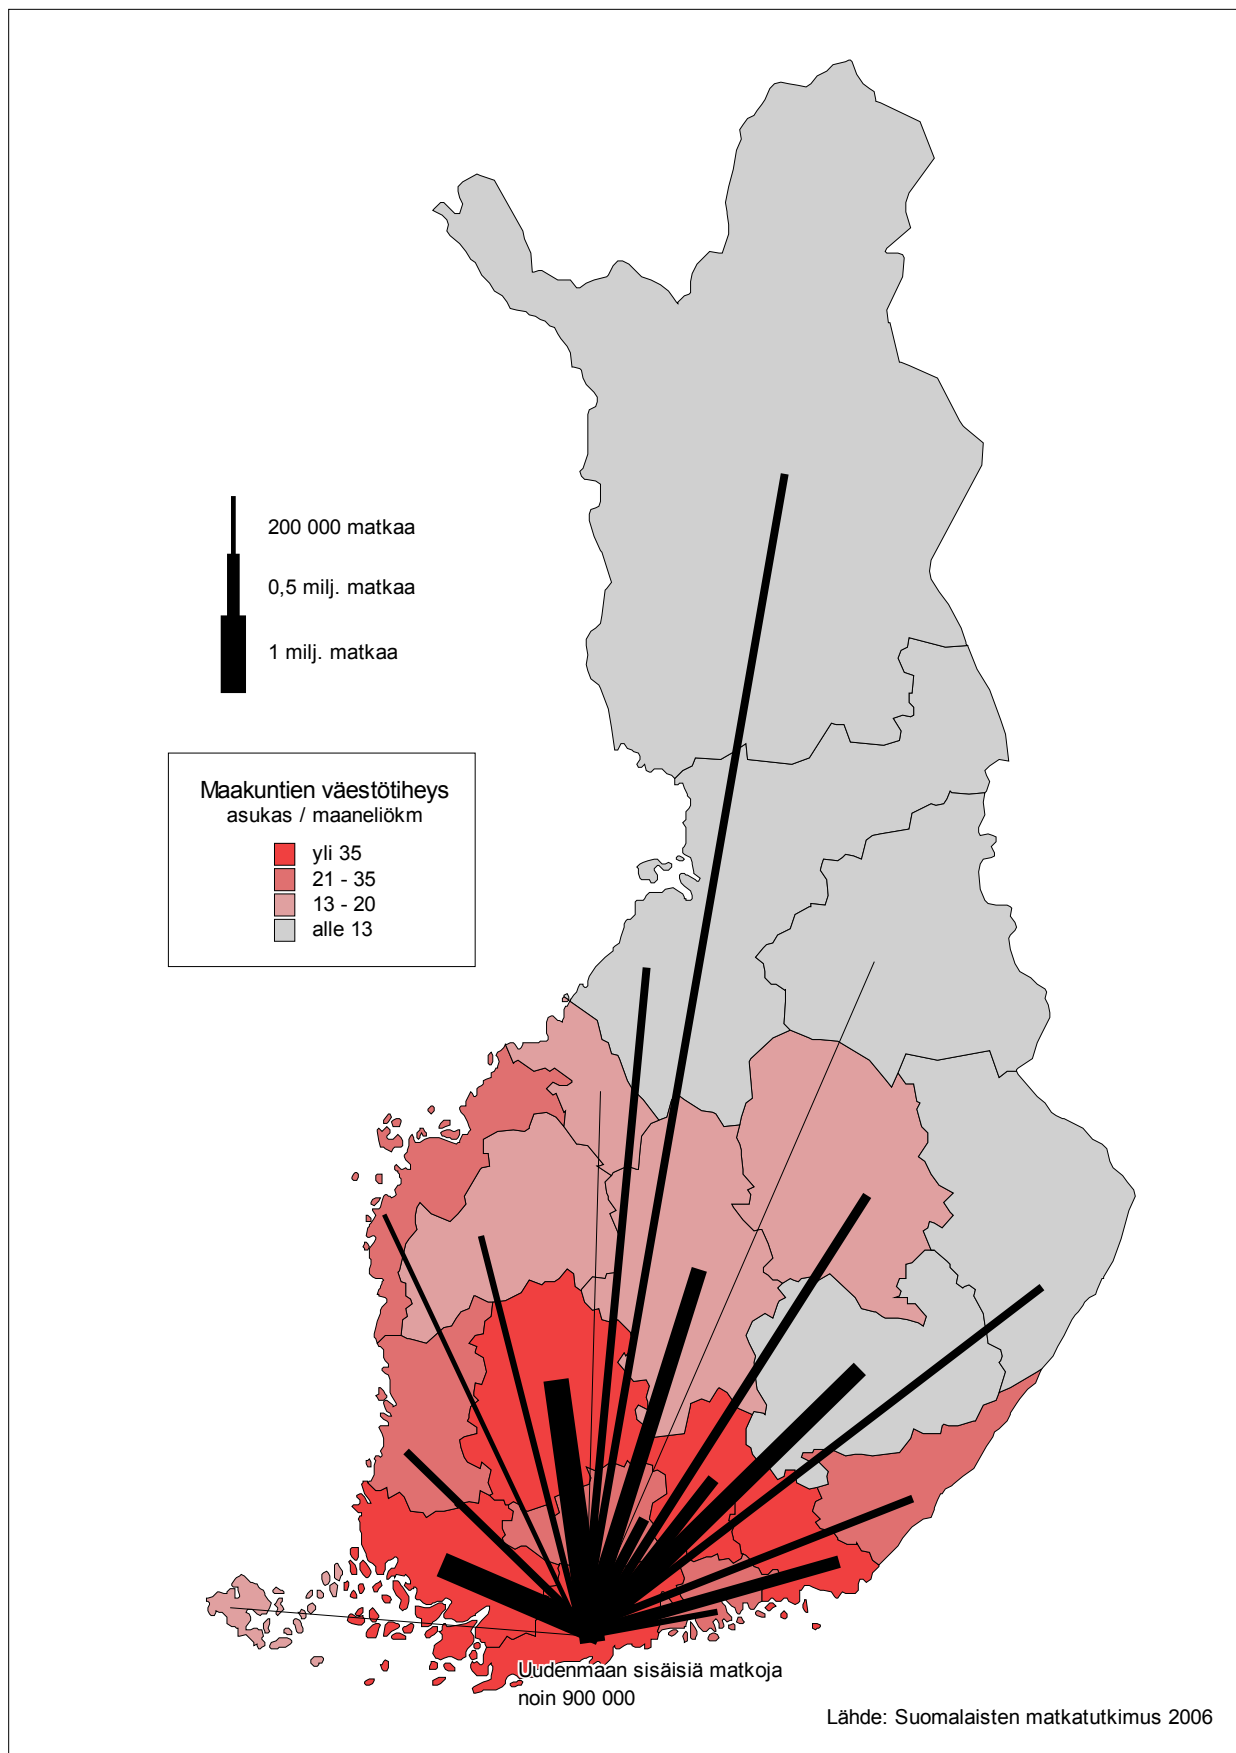 200 000 matkaa
0,5 milj. matkaa
1 milj. matkaa
Maakuntien väestötiheys
asukas / maaneliökm
yli 35
21 - 35
13 - 20
alle 13
Uudenmaan sisäisiä matkoja
noin 900 000
Lähde: Suomalaisten matkatutkimus 2006